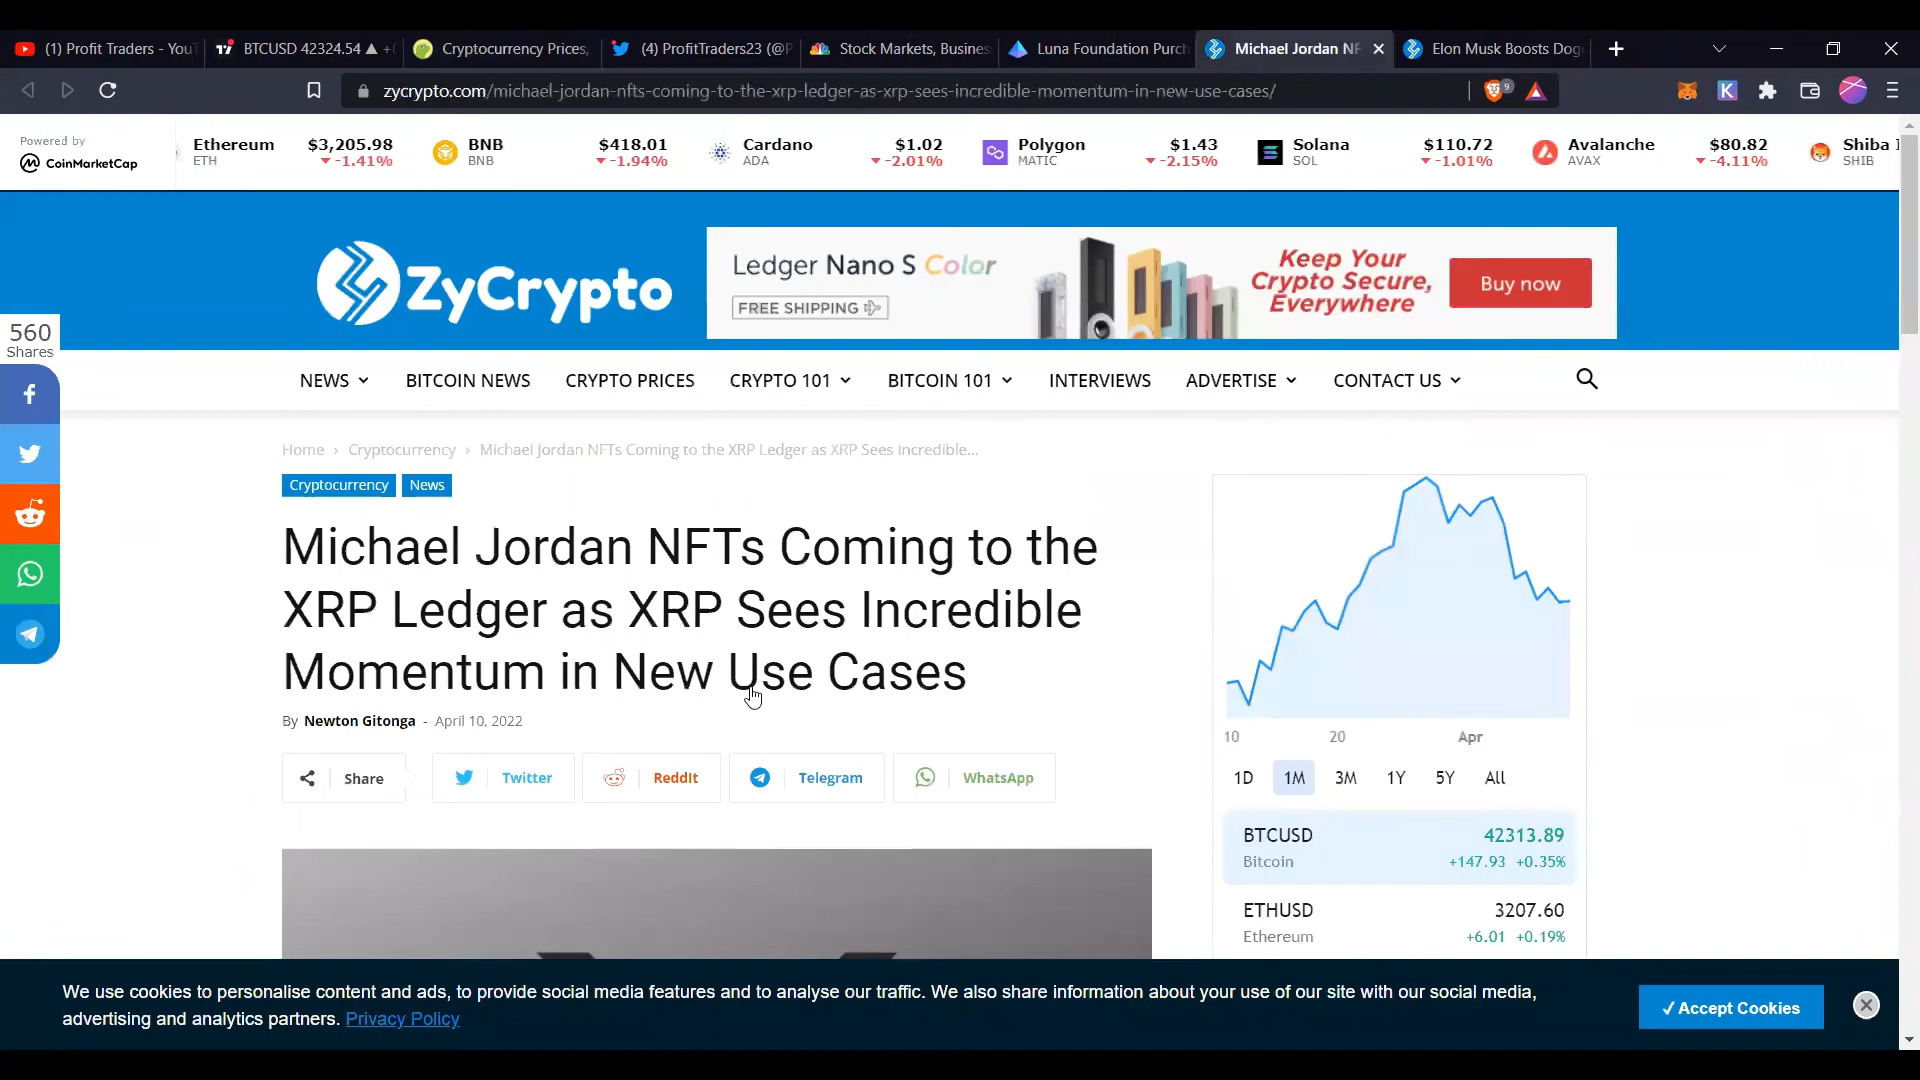 (1) Profit Traders - You
BTCUSD 42324.54 ▲ +
Cryptocurrency Prices,
(4) ProfitTraders23 (@P
Stock Markets, Busines
Luna Foundation Purch
Michael Jordan NF
Elon Musk Boosts Dog
zycrypto.com/michael-jordan-nfts-coming-to-the-xrp-ledger-as-xrp-sees-incredible-momentum-in-new-use-cases/
9
K
Powered by
CoinMarketCap
Ethereum $3,205.98
ETH ▼ -1.41%
BNB $418.01
BNB ▼ -1.94%
Cardano $1.02
ADA ▼ -2.01%
Polygon $1.43
MATIC ▼ -2.15%
Solana $110.72
SOL ▼ -1.01%
Avalanche $80.82
AVAX ▼ -4.11%
Shiba
SHIB
ZyCrypto
Ledger Nano S Color
FREE SHIPPING
Keep Your
Crypto Secure,
Everywhere
Buy now
560
Shares
NEWS BITCOIN NEWS CRYPTO PRICES CRYPTO 101 BITCOIN 101 INTERVIEWS ADVERTISE CONTACT US
Home › Cryptocurrency › Michael Jordan NFTs Coming to the XRP Ledger as XRP Sees Incredible...
Cryptocurrency News
Michael Jordan NFTs Coming to the
XRP Ledger as XRP Sees Incredible
Momentum in New Use Cases
By Newton Gitonga - April 10, 2022
Share Twitter ReddIt Telegram WhatsApp
10 20 Apr
1D 1M 3M 1Y 5Y All
BTCUSD 42313.89
Bitcoin +147.93 +0.35%
ETHUSD 3207.60
Ethereum +6.01 +0.19%
We use cookies to personalise content and ads, to provide social media features and to analyse our traffic. We also share information about your use of our site with our social media,
advertising and analytics partners. Privacy Policy
✓ Accept Cookies